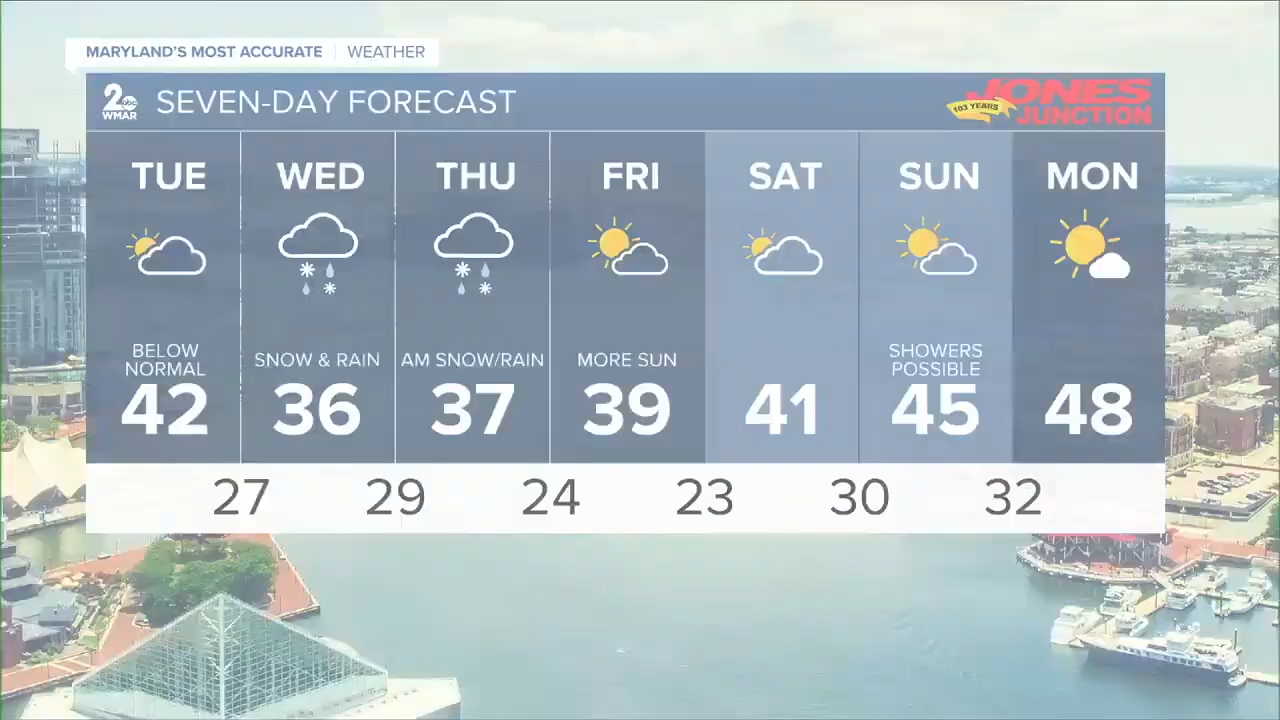 MARYLAND'S MOST ACCURATE | WEATHER
2 abc
WMAR
SEVEN-DAY FORECAST
103 YEARS
JONES
JUNCTION
TUE
WED
THU
FRI
SAT
SUN
MON
BELOW
NORMAL
SNOW & RAIN
AM SNOW/RAIN
MORE SUN
SHOWERS
POSSIBLE
42
36
37
39
41
45
48
27
29
24
23
30
32